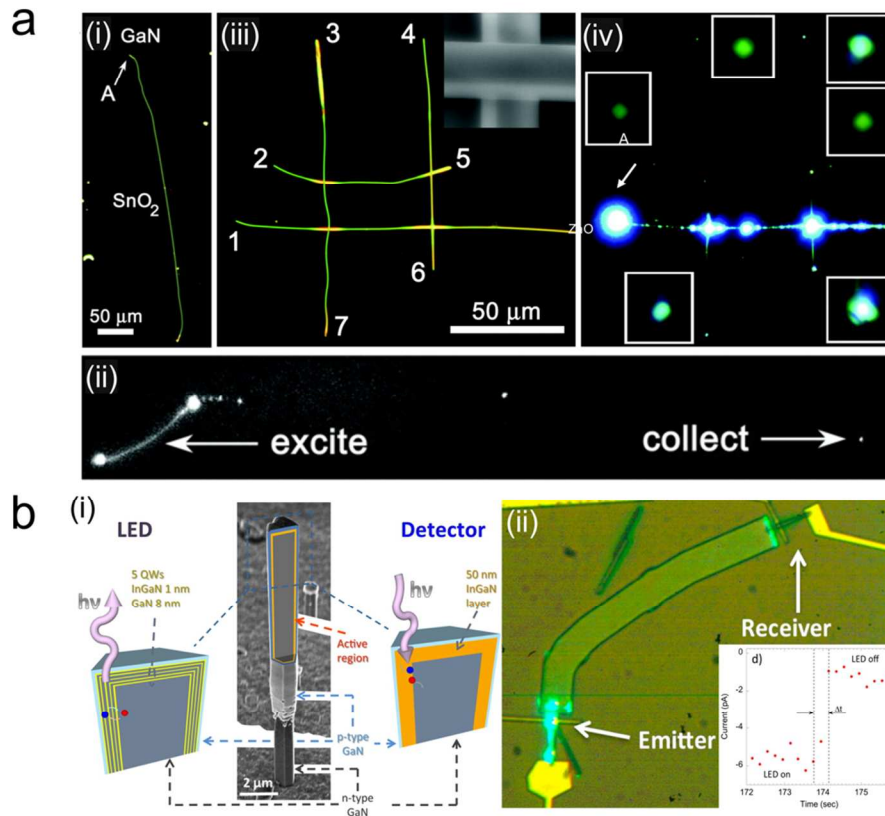 a
(i)
GaN
A
SnO₂
50 μm
(iii)
3
4
2
5
1
6
7
50 μm
(iv)
A
ZnO
(ii)
excite
collect
b
(i)
LED
Detector
5 QWs
InGaN 1 nm
GaN 8 nm
hν
hν
50 nm
InGaN
layer
Active
region
p-type
GaN
2 μm
n-type
GaN
(ii)
Receiver
Emitter
d)
LED off
Δt
LED on
Current (pA)
0
-2
-4
-6
172
173
174
175
Time (sec)